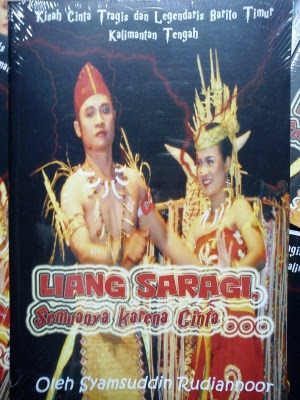 Kisah Cinta Tragis dan Legendaris Barito Timur
Kalimantan Tengah
LIANG SARAGI,
Semuanya Karena Cinta...
Oleh Syamsuddin Rudiannoor